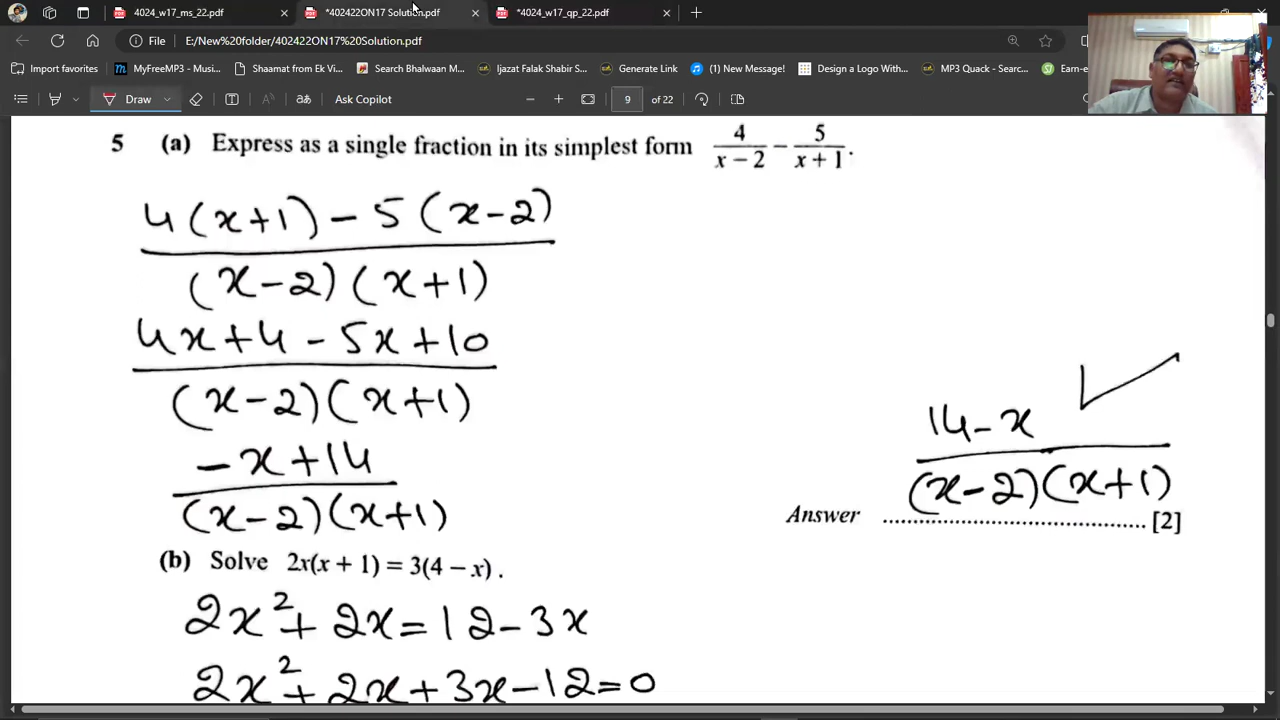 4024_w17_ms_22.pdf
*402422ON17 Solution.pdf
*4024_w17_qp_22.pdf
File E:/New%20folder/402422ON17%20Solution.pdf
Import favorites MyFreeMP3 - Musi... Shaamat from Ek Vi... Search Bhalwaan M... Ijazat Falak Shabir S... Generate Link (1) New Message! Design a Logo With... MP3 Quack - Searc... Earn-e
Draw Ask Copilot 9 of 22
5 (a) Express as a single fraction in its simplest form 4/(x – 2) – 5/(x + 1).
4(x+1) – 5(x–2)
(x–2)(x+1)
4x+4–5x+10
(x–2)(x+1)
–x+14
(x–2)(x+1)
14–x
(x–2)(x+1)
Answer ................................................ [2]
(b) Solve 2x(x + 1) = 3(4 – x).
2x²+2x=12–3x
2x²+2x+3x–12=0